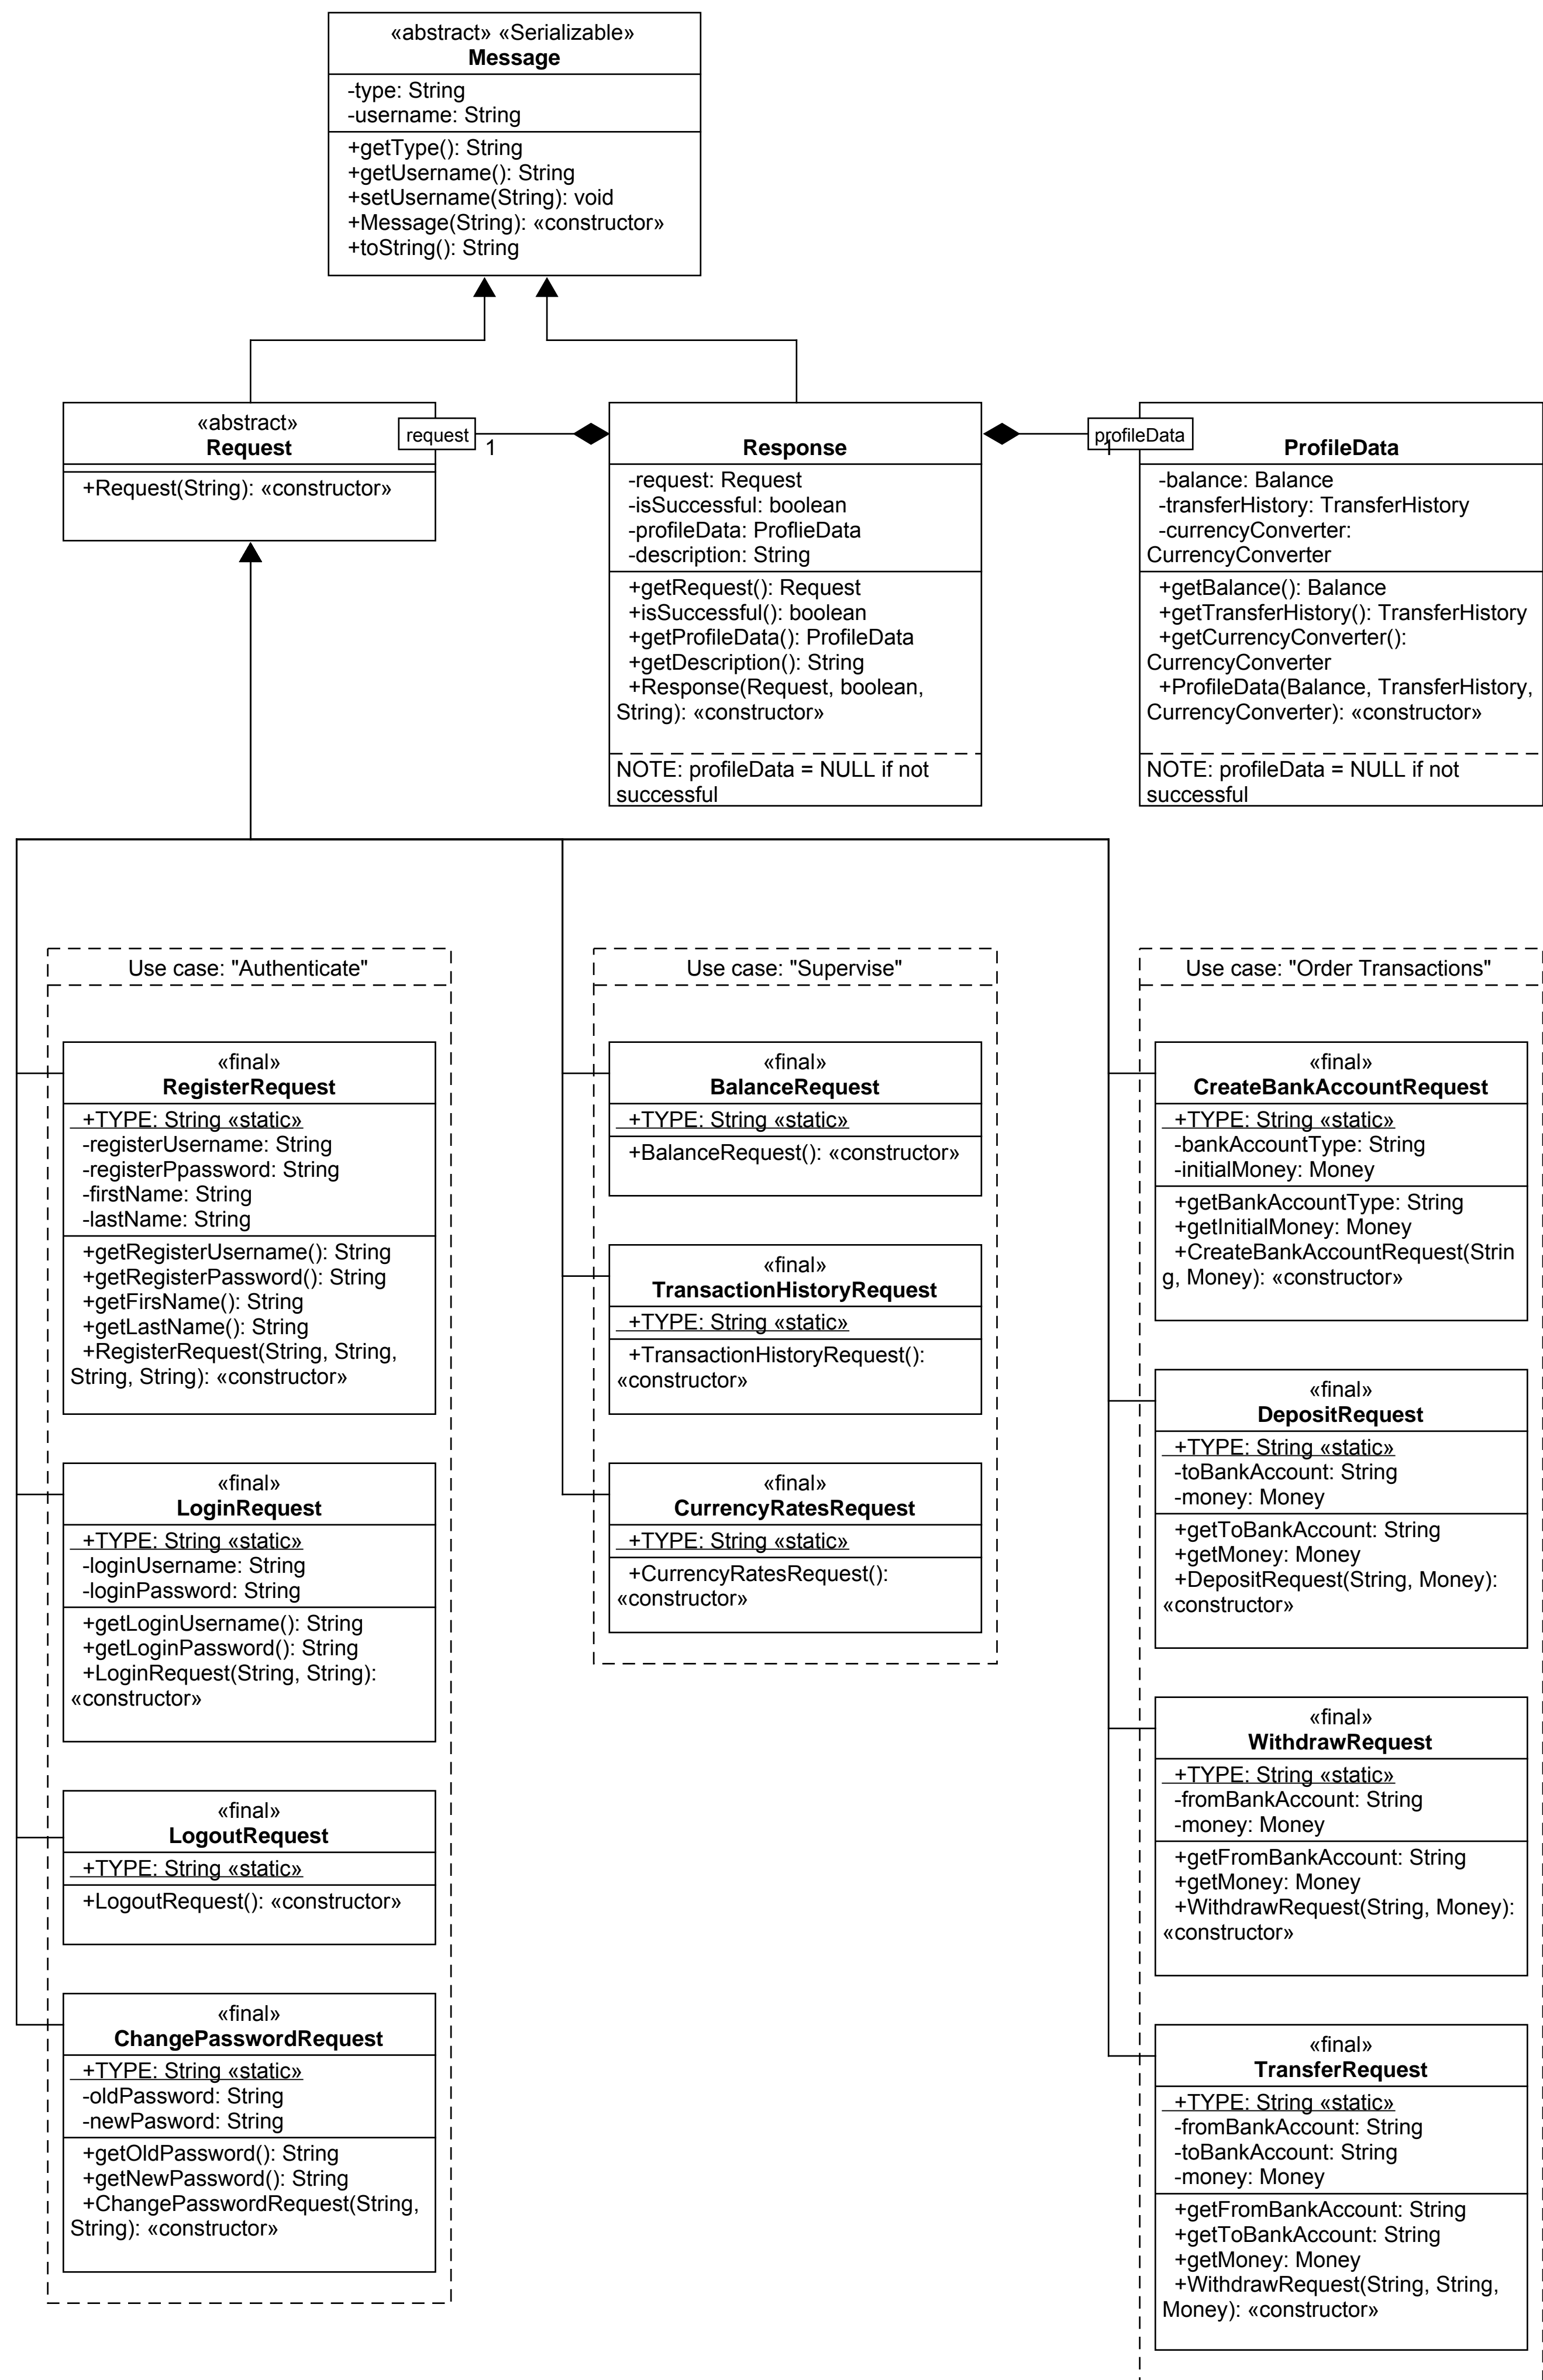 «abstract» «Serializable»
Message
-type: String
-username: String
+getType(): String
+getUsername(): String
+setUsername(String): void
+Message(String): «constructor»
+toString(): String
«abstract»
Request
+Request(String): «constructor»
request
1
Response
-request: Request
-isSuccessful: boolean
-profileData: ProflieData
-description: String
+getRequest(): Request
+isSuccessful(): boolean
+getProfileData(): ProfileData
+getDescription(): String
+Response(Request, boolean,
String): «constructor»
NOTE: profileData = NULL if not
successful
profileData
1
ProfileData
-balance: Balance
-transferHistory: TransferHistory
-currencyConverter:
CurrencyConverter
+getBalance(): Balance
+getTransferHistory(): TransferHistory
+getCurrencyConverter():
CurrencyConverter
+ProfileData(Balance, TransferHistory,
CurrencyConverter): «constructor»
NOTE: profileData = NULL if not
successful
Use case: "Authenticate"
«final»
RegisterRequest
+TYPE: String «static»
-registerUsername: String
-registerPpassword: String
-firstName: String
-lastName: String
+getRegisterUsername(): String
+getRegisterPassword(): String
+getFirsName(): String
+getLastName(): String
+RegisterRequest(String, String,
String, String): «constructor»
«final»
LoginRequest
+TYPE: String «static»
-loginUsername: String
-loginPassword: String
+getLoginUsername(): String
+getLoginPassword(): String
+LoginRequest(String, String):
«constructor»
«final»
LogoutRequest
+TYPE: String «static»
+LogoutRequest(): «constructor»
«final»
ChangePasswordRequest
+TYPE: String «static»
-oldPassword: String
-newPasword: String
+getOldPassword(): String
+getNewPassword(): String
+ChangePasswordRequest(String,
String): «constructor»
Use case: "Supervise"
«final»
BalanceRequest
+TYPE: String «static»
+BalanceRequest(): «constructor»
«final»
TransactionHistoryRequest
+TYPE: String «static»
+TransactionHistoryRequest():
«constructor»
«final»
CurrencyRatesRequest
+TYPE: String «static»
+CurrencyRatesRequest():
«constructor»
Use case: "Order Transactions"
«final»
CreateBankAccountRequest
+TYPE: String «static»
-bankAccountType: String
-initialMoney: Money
+getBankAccountType: String
+getInitialMoney: Money
+CreateBankAccountRequest(Strin
g, Money): «constructor»
«final»
DepositRequest
+TYPE: String «static»
-toBankAccount: String
-money: Money
+getToBankAccount: String
+getMoney: Money
+DepositRequest(String, Money):
«constructor»
«final»
WithdrawRequest
+TYPE: String «static»
-fromBankAccount: String
-money: Money
+getFromBankAccount: String
+getMoney: Money
+WithdrawRequest(String, Money):
«constructor»
«final»
TransferRequest
+TYPE: String «static»
-fromBankAccount: String
-toBankAccount: String
-money: Money
+getFromBankAccount: String
+getToBankAccount: String
+getMoney: Money
+WithdrawRequest(String, String,
Money): «constructor»